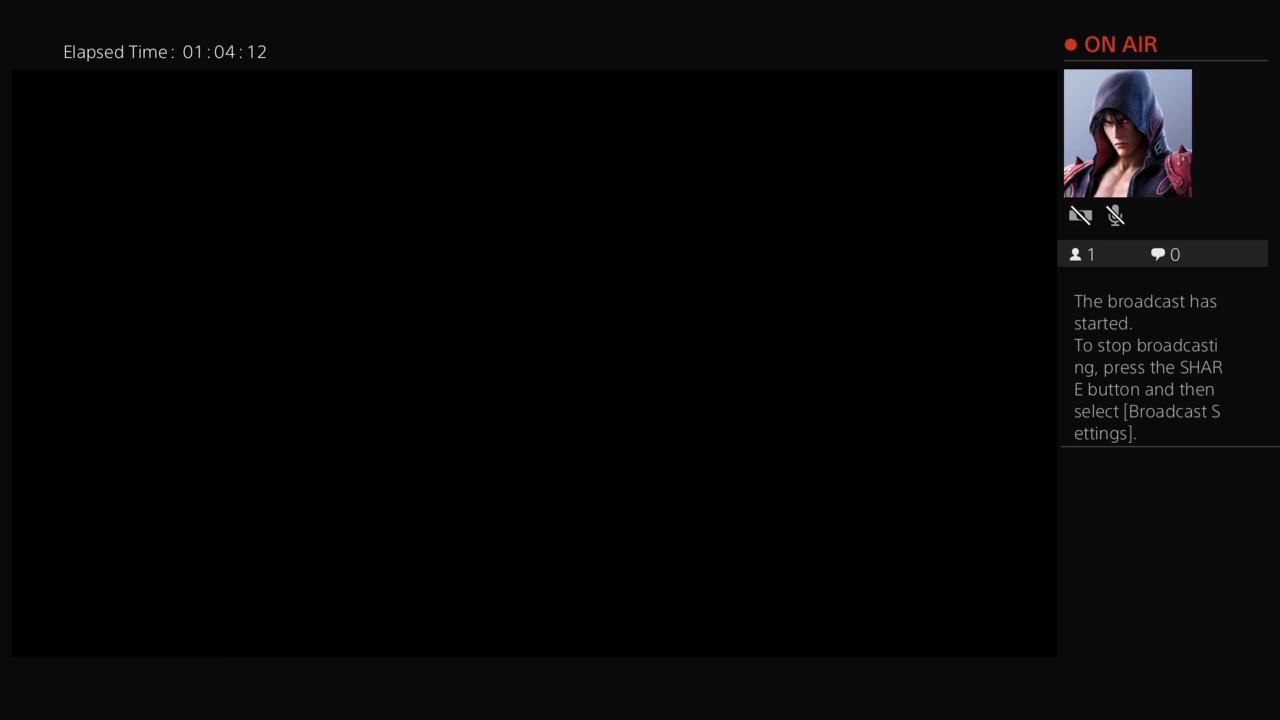 Elapsed Time: 01:04:12
ON AIR
1 0
The broadcast has
started.
To stop broadcasti
ng, press the SHAR
E button and then
select [Broadcast S
ettings].